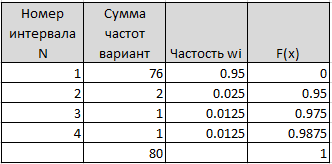 Номер интервала N Сумма частот вариант Частость wi F(x)
1 76 0.95 0
2 2 0.025 0.95
3 1 0.0125 0.975
4 1 0.0125 0.9875
80 1